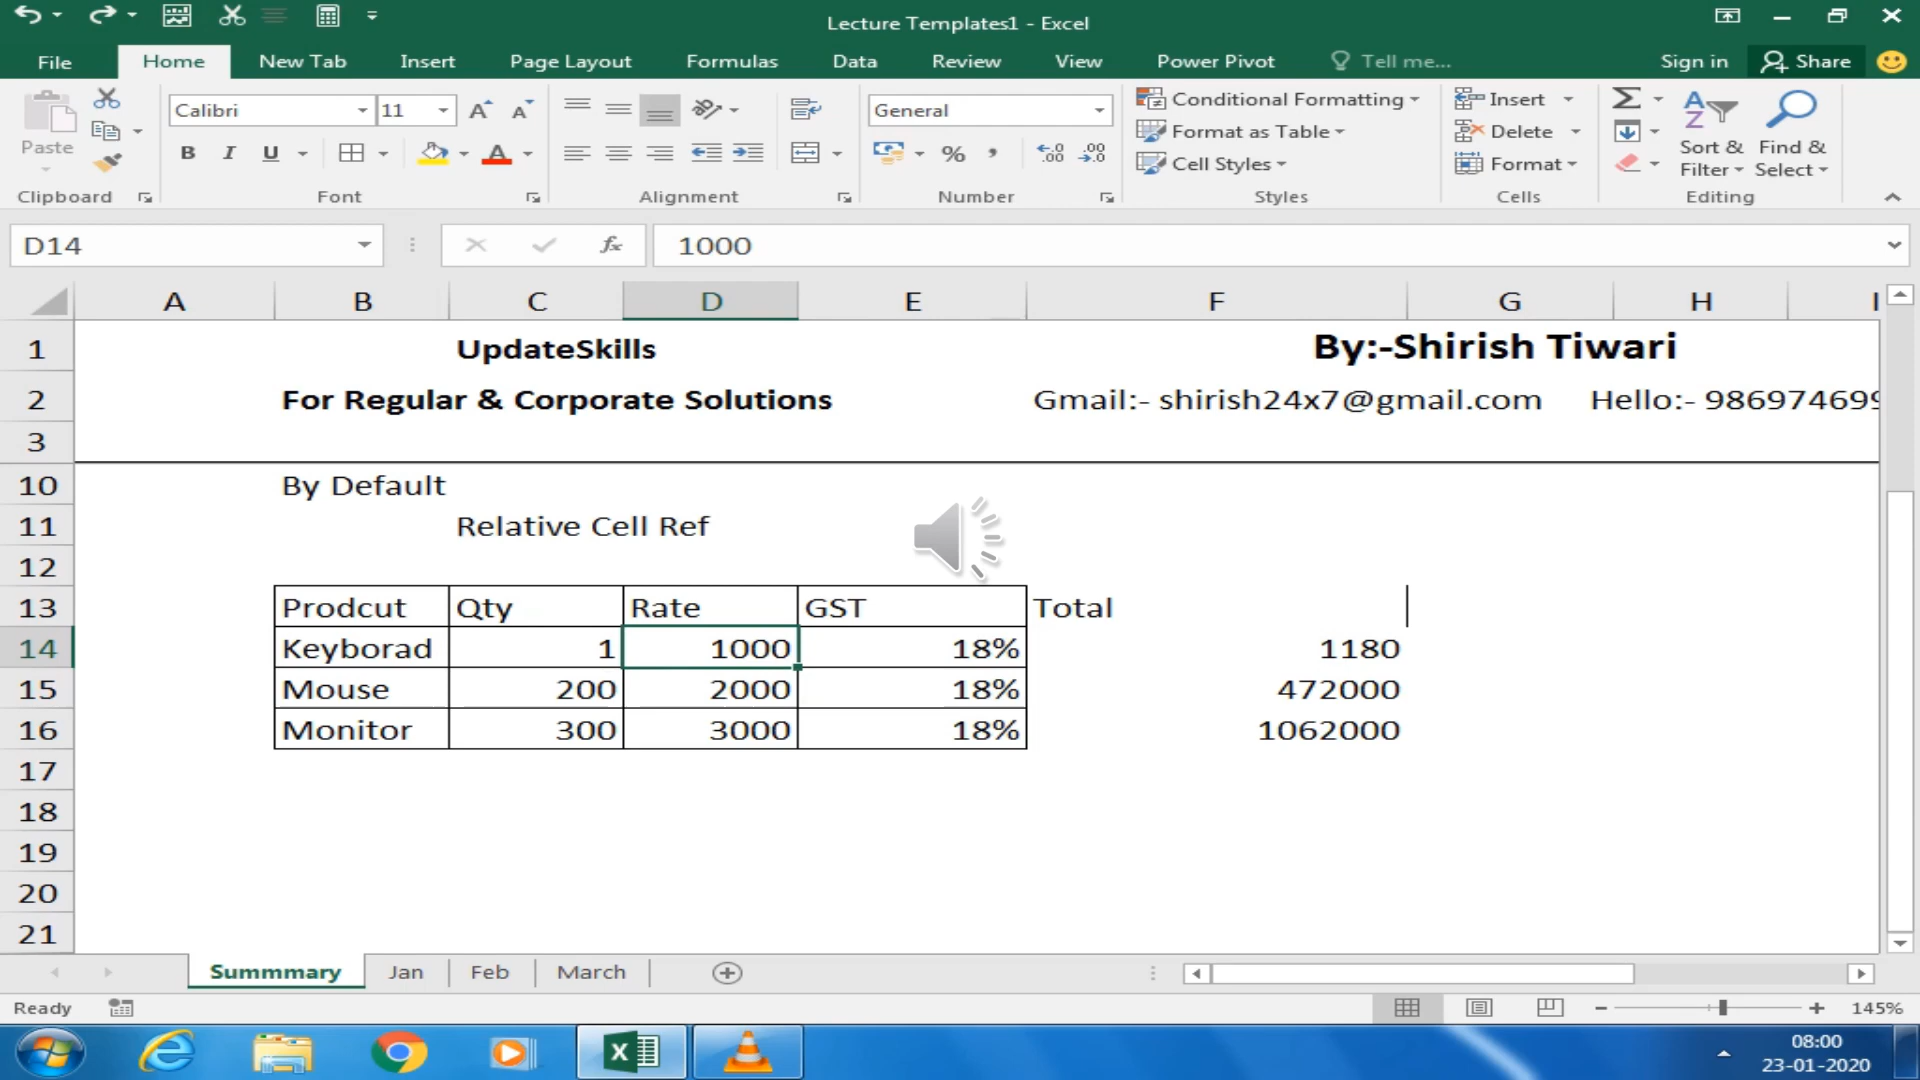 Lecture Templates1 - Excel
File Home New Tab Insert Page Layout Formulas Data Review View Power Pivot Tell me... Sign in Share
Paste Calibri 11 General Conditional Formatting Insert
Format as Table Delete Sort & Find &
B I U % Cell Styles Format Filter Select
Clipboard Font Alignment Number Styles Cells Editing
D14 fx 1000
A B C D E F G H I
1 UpdateSkills By:-Shirish Tiwari
2 For Regular & Corporate Solutions Gmail:- shirish24x7@gmail.com Hello:- 986974699
3
10 By Default
11 Relative Cell Ref
12
13 Prodcut Qty Rate GST Total
14 Keyborad 1 1000 18% 1180
15 Mouse 200 2000 18% 472000
16 Monitor 300 3000 18% 1062000
17
18
19
20
21
Summmary Jan Feb March
Ready 145%
08:00
23-01-2020